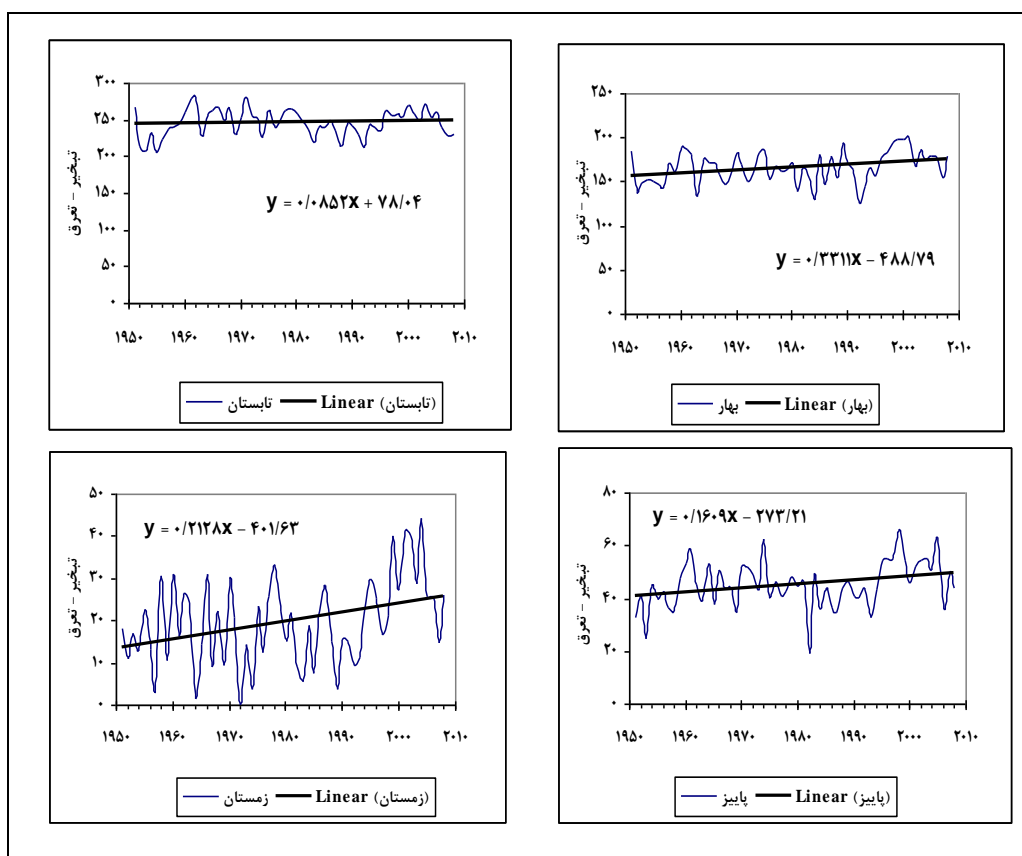 ۳۰۰
۲۵۰
۲۰۰
۱۵۰
۱۰۰
۵۰
۰
تبخیر - تعرق
y = ۰/۰۸۵۲x + ۷۸/۰۴
۱۹۵۰ ۱۹۶۰ ۱۹۷۰ ۱۹۸۰ ۱۹۹۰ ۲۰۰۰ ۲۰۱۰
تابستان Linear (تابستان)
۲۵۰
۲۰۰
۱۵۰
۱۰۰
۵۰
۰
تبخیر - تعرق
y = ۰/۳۳۱۱x - ۴۸۸/۷۹
۱۹۵۰ ۱۹۶۰ ۱۹۷۰ ۱۹۸۰ ۱۹۹۰ ۲۰۰۰ ۲۰۱۰
بهار Linear (بهار)
۵۰
۴۰
۳۰
۲۰
۱۰
۰
تبخیر - تعرق
y = ۰/۲۱۲۸x - ۴۰۱/۶۳
۱۹۵۰ ۱۹۶۰ ۱۹۷۰ ۱۹۸۰ ۱۹۹۰ ۲۰۰۰ ۲۰۱۰
زمستان Linear (زمستان)
۸۰
۶۰
۴۰
۲۰
۰
تبخیر - تعرق
y = ۰/۱۶۰۹x - ۲۷۳/۲۱
۱۹۵۰ ۱۹۶۰ ۱۹۷۰ ۱۹۸۰ ۱۹۹۰ ۲۰۰۰ ۲۰۱۰
پاییز Linear (پاییز)